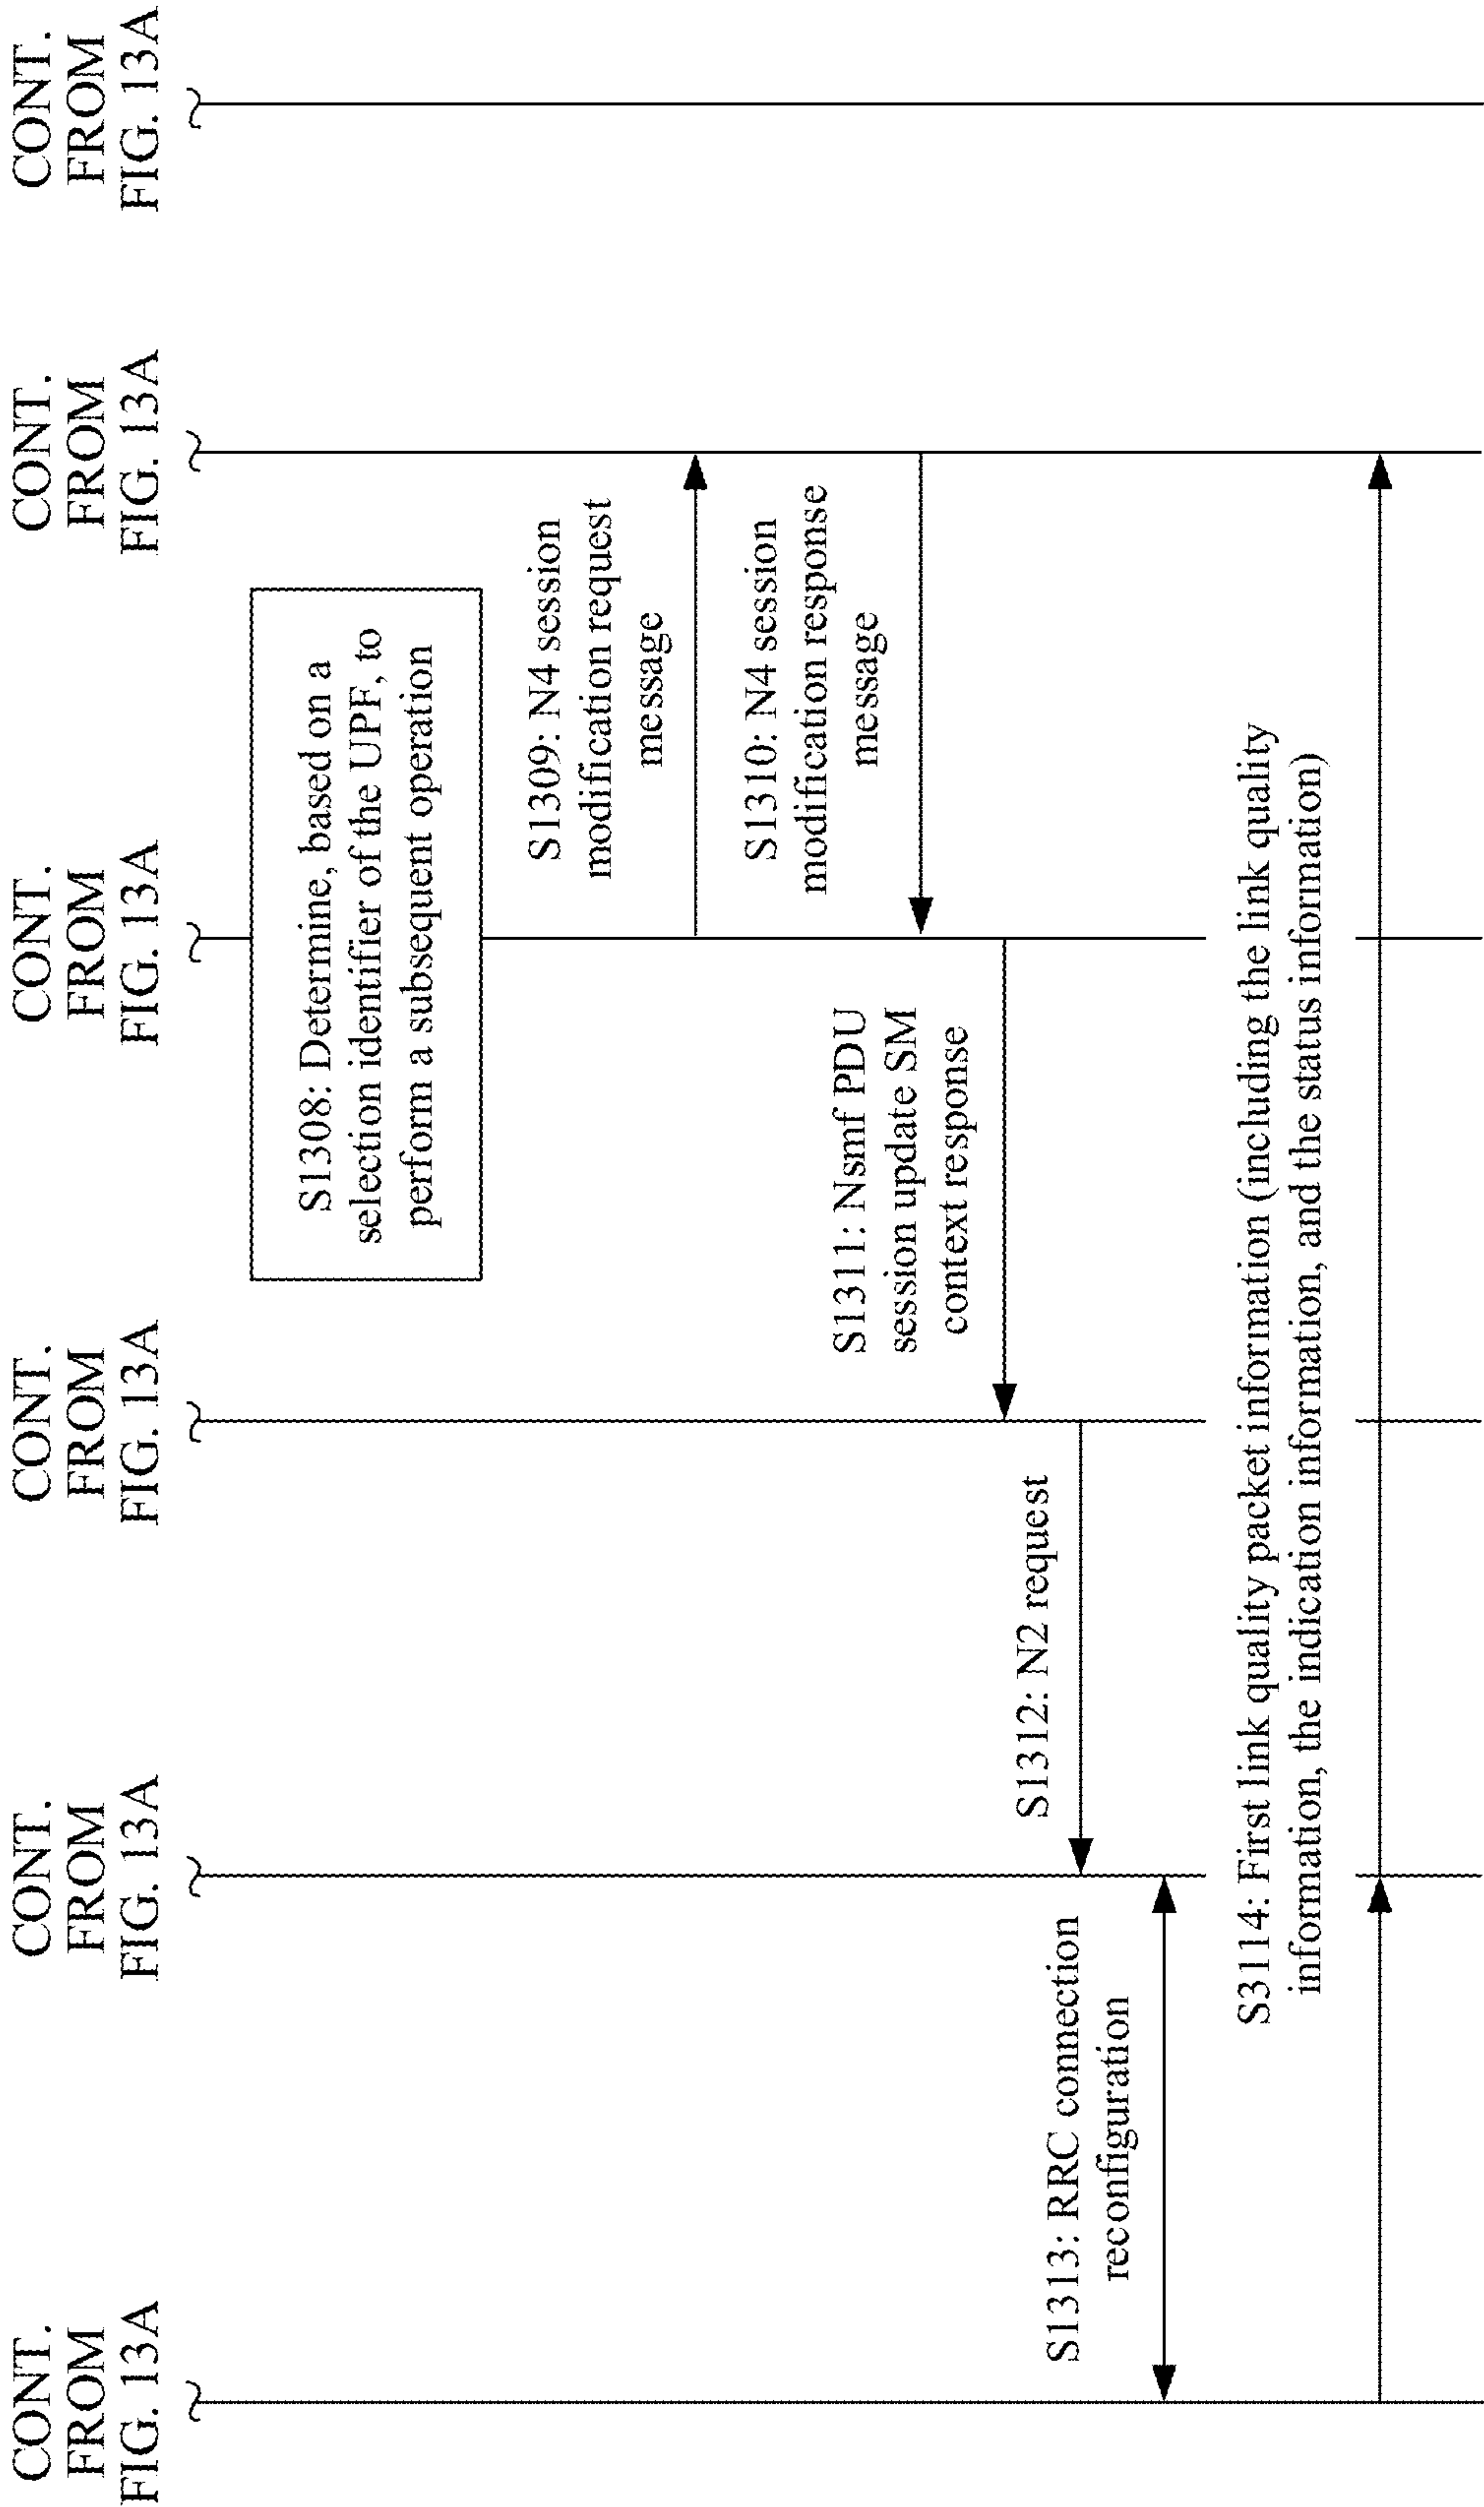 CONT.
FROM
FIG. 13A
CONT.
FROM
FIG. 13A
CONT.
FROM
FIG. 13A
CONT.
FROM
FIG. 13A
CONT.
FROM
FIG. 13A
CONT.
FROM
FIG. 13A
S1308: Determine, based on a
selection identifier of the UPF, to
perform a subsequent operation
S1309: N4 session
modification request
message
S1310: N4 session
modification response
message
S1311: Nsmf PDU
session update SM
context response
S1312: N2 request
S1313: RRC connection
reconfiguration
S3114: First link quality packet information (including the link quality
information, the indication information, and the status information)